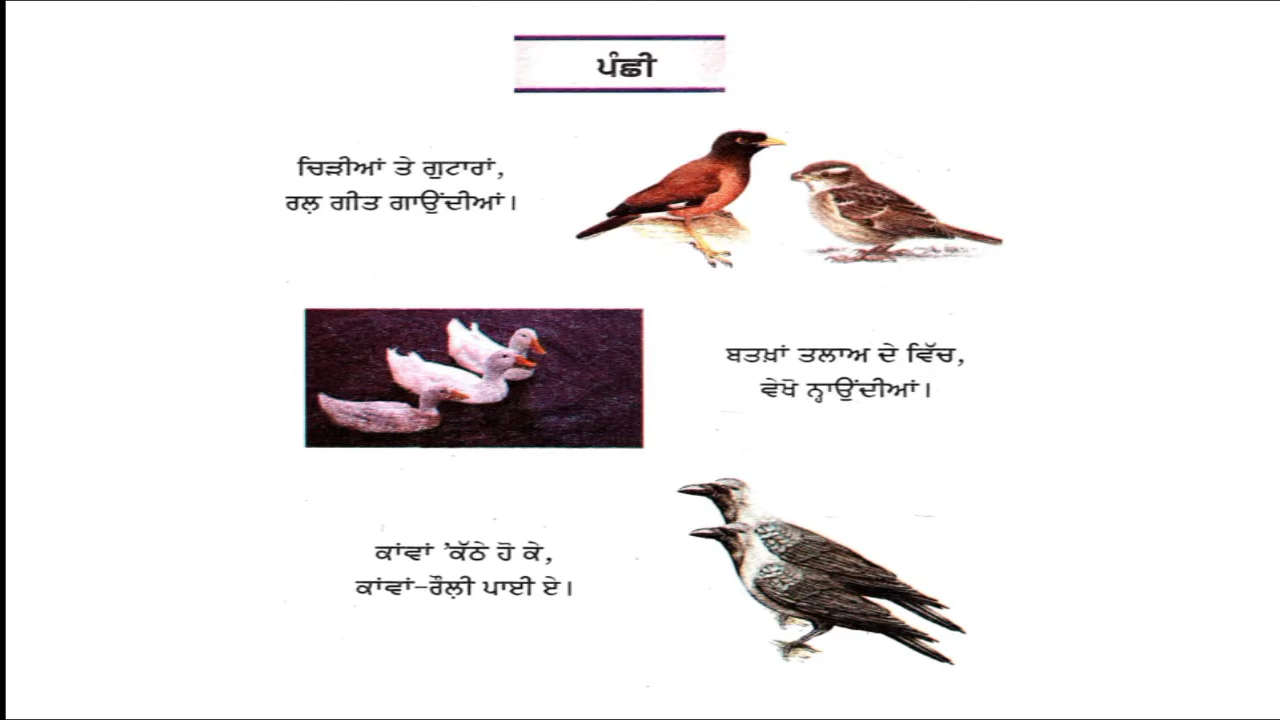 ਪੰਛੀ
ਚਿੜੀਆਂ ਤੇ ਗੁਟਾਰਾਂ,
ਰਲ਼ ਗੀਤ ਗਾਉਂਦੀਆਂ।
ਬਤਖ਼ਾਂ ਤਲਾਅ ਦੇ ਵਿੱਚ,
ਵੇਖੋ ਨ੍ਹਾਉਂਦੀਆਂ।
ਕਾਂਵਾਂ 'ਕੱਠੇ ਹੋ ਕੇ,
ਕਾਂਵਾਂ-ਰੌਲ਼ੀ ਪਾਈ ਏ।